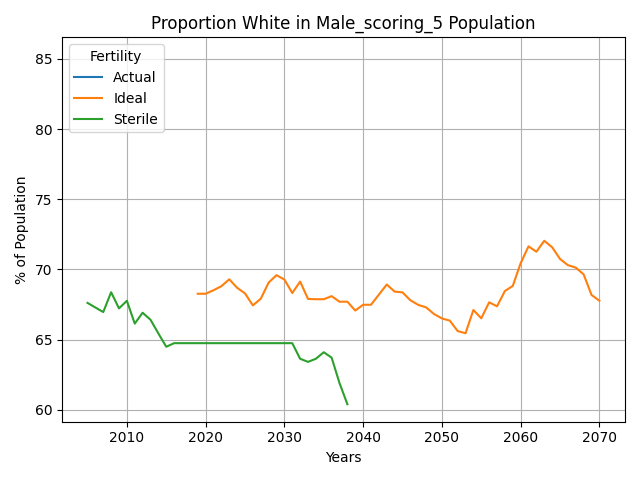 Proportion White in Male_scoring_5 Population
Fertility
Actual
Ideal
Sterile
% of Population
85
80
75
70
65
60
2010
2020
2030
2040
2050
2060
2070
Years